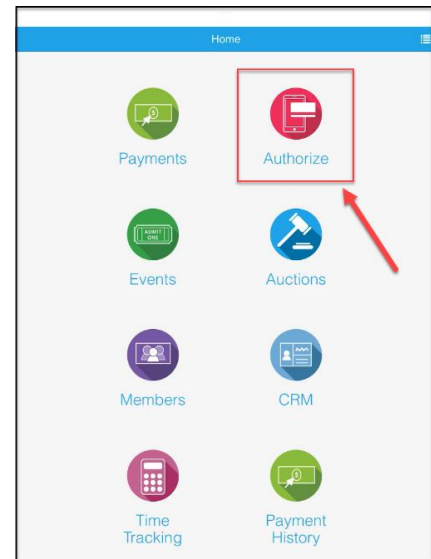 Home
Payments
Authorize
ADMIT
ONE
Events
Auctions
Members
CRM
Time
Tracking
Payment
History